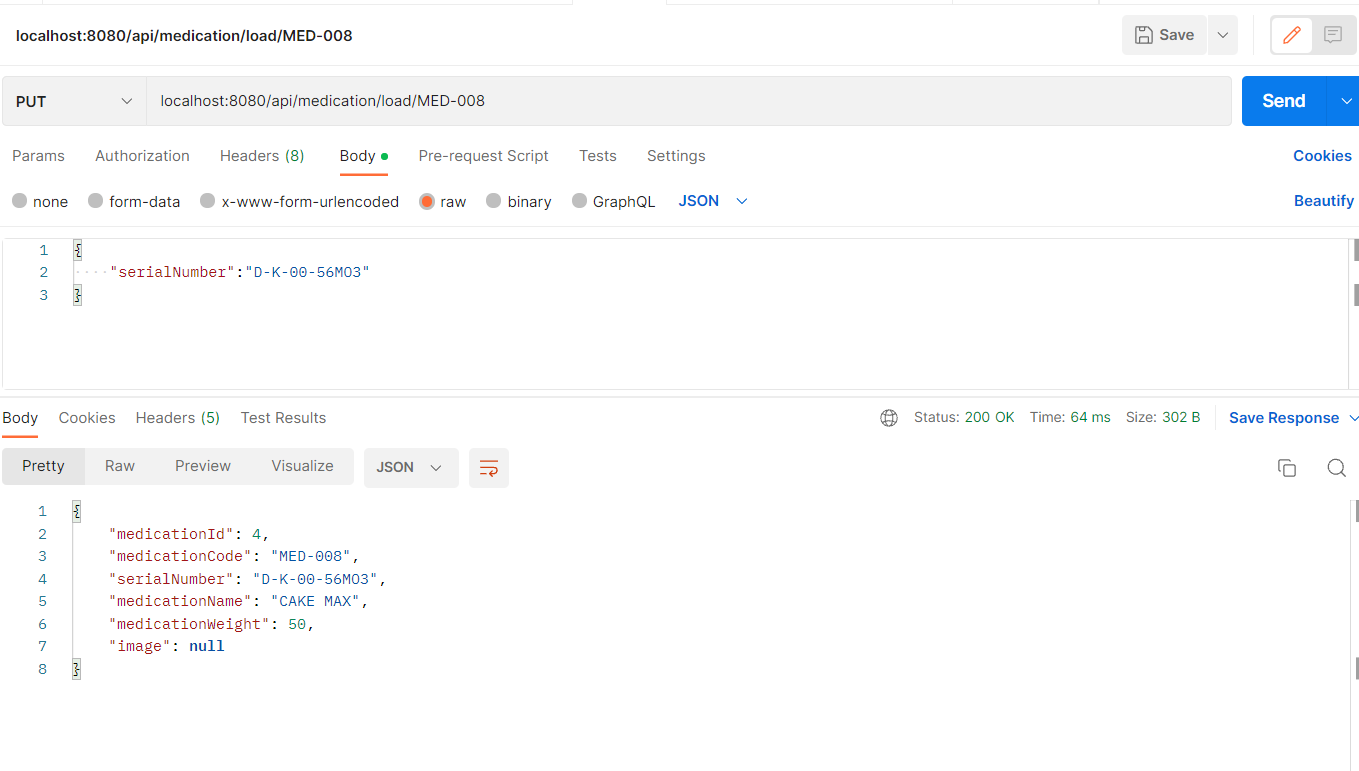 localhost:8080/api/medication/load/MED-008
Save
PUT
localhost:8080/api/medication/load/MED-008
Send
Params Authorization Headers (8) Body Pre-request Script Tests Settings Cookies
none form-data x-www-form-urlencoded raw binary GraphQL JSON Beautify
1 {
2 ····"serialNumber":"D-K-00-56MO3"
3 }
Body Cookies Headers (5) Test Results Status: 200 OK Time: 64 ms Size: 302 B Save Response
Pretty Raw Preview Visualize JSON
1 {
2 "medicationId": 4,
3 "medicationCode": "MED-008",
4 "serialNumber": "D-K-00-56MO3",
5 "medicationName": "CAKE MAX",
6 "medicationWeight": 50,
7 "image": null
8 }